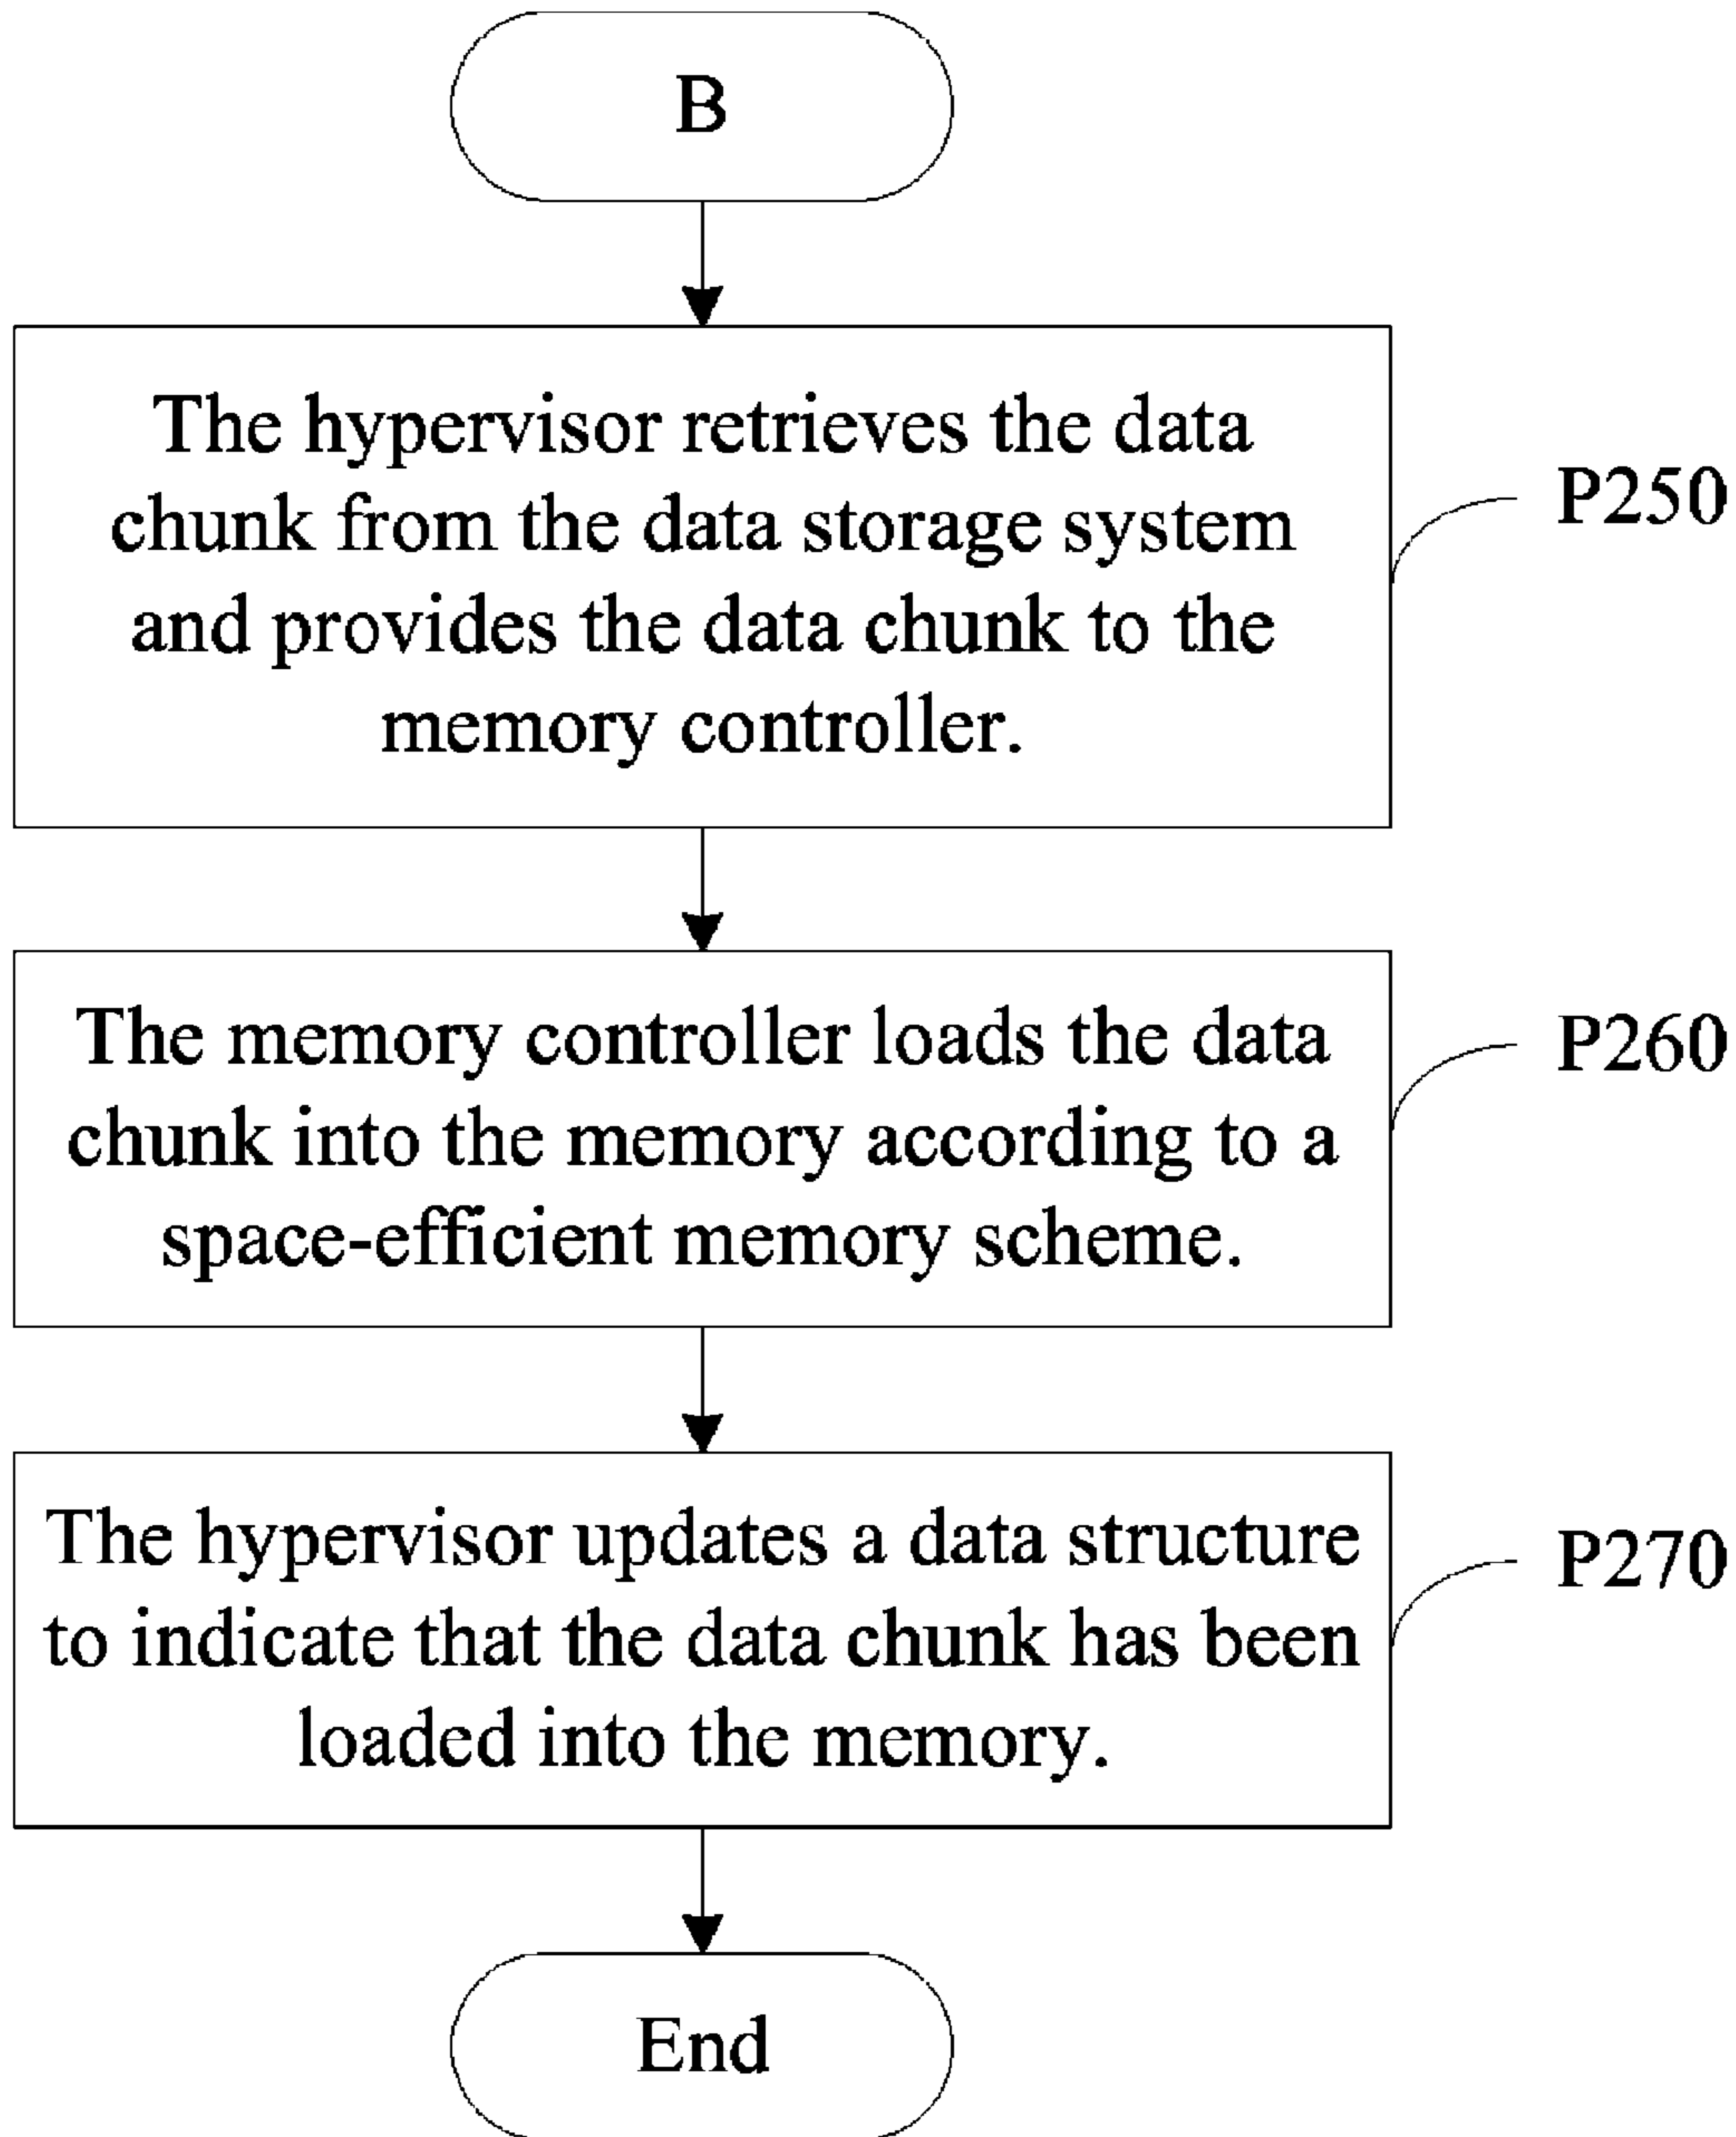 B
The hypervisor retrieves the data
chunk from the data storage system
and provides the data chunk to the
memory controller.
P250
The memory controller loads the data
chunk into the memory according to a
space-efficient memory scheme.
P260
The hypervisor updates a data structure
to indicate that the data chunk has been
loaded into the memory.
P270
End